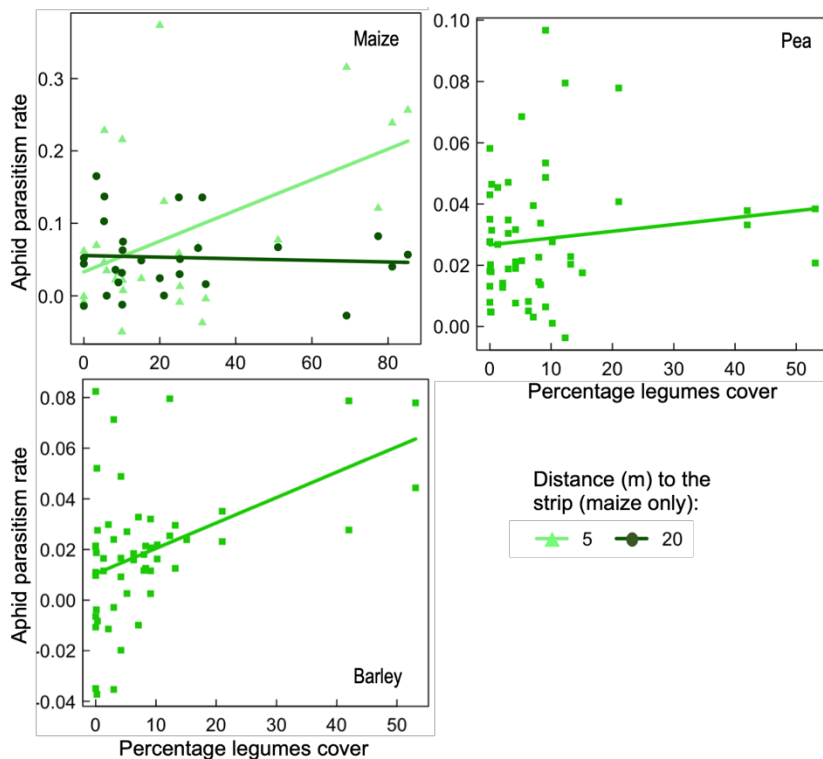 Maize
Aphid parasitism rate
0.3
0.2
0.1
0.0
0 20 40 60 80
Pea
0.10
0.08
0.06
0.04
0.02
0.00
0 10 20 30 40 50
Percentage legumes cover
Barley
Aphid parasitism rate
0.08
0.06
0.04
0.02
0.00
-0.02
-0.04
0 10 20 30 40 50
Percentage legumes cover
Distance (m) to the
strip (maize only):
5 20